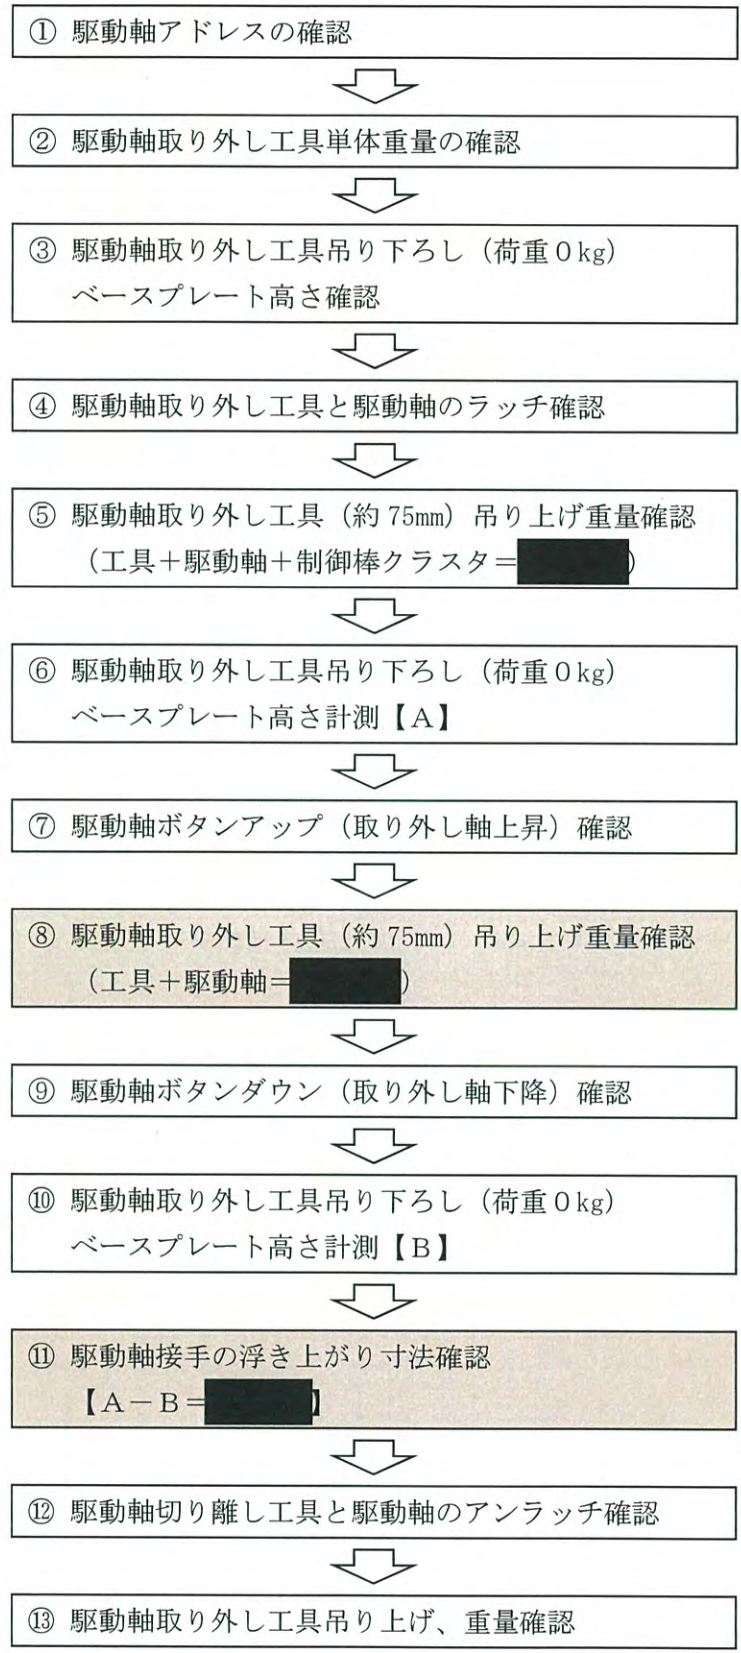 ① 駆動軸アドレスの確認
② 駆動軸取り外し工具単体重量の確認
③ 駆動軸取り外し工具吊り下ろし（荷重０kg）
ベースプレート高さ確認
④ 駆動軸取り外し工具と駆動軸のラッチ確認
⑤ 駆動軸取り外し工具（約 75mm）吊り上げ重量確認
（工具＋駆動軸＋制御棒クラスタ＝）
⑥ 駆動軸取り外し工具吊り下ろし（荷重０kg）
ベースプレート高さ計測【Ａ】
⑦ 駆動軸ボタンアップ（取り外し軸上昇）確認
⑧ 駆動軸取り外し工具（約 75mm）吊り上げ重量確認
（工具＋駆動軸＝）
⑨ 駆動軸ボタンダウン（取り外し軸下降）確認
⑩ 駆動軸取り外し工具吊り下ろし（荷重０kg）
ベースプレート高さ計測【Ｂ】
⑪ 駆動軸接手の浮き上がり寸法確認
【Ａ－Ｂ＝】
⑫ 駆動軸切り離し工具と駆動軸のアンラッチ確認
⑬ 駆動軸取り外し工具吊り上げ、重量確認